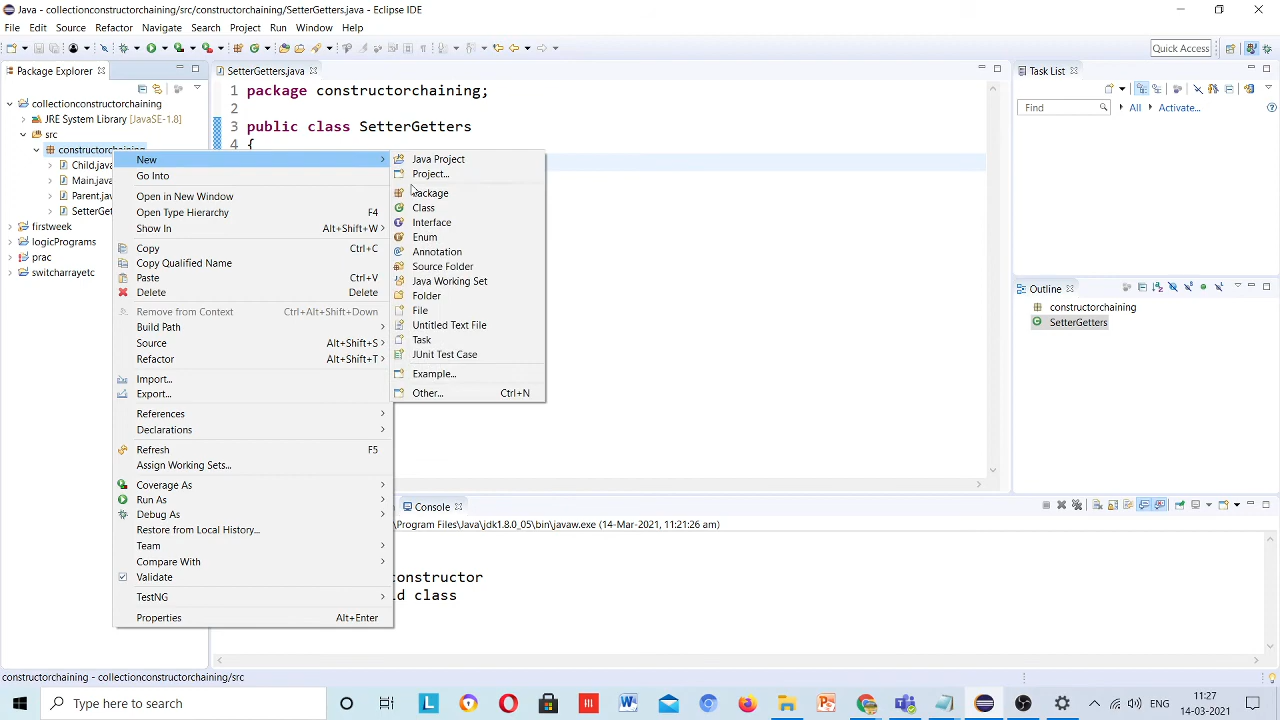 Java - collectionconstructorchaining/src/constructorchaining/SetterGetters.java - Eclipse IDE
File Edit Source Refactor Navigate Search Project Run Window Help
Quick Access
Package Explorer
collectionconstructorchaining
JRE System Library [JavaSE-1.8]
src
constructorchaining
Child.java
Main.java
Parent.java
SetterGet
firstweek
logicPrograms
prac
switcharrayetc
SetterGetters.java
1 package constructorchaining;
2
3 public class SetterGetters
4 {
New
Go Into
Open in New Window
Open Type Hierarchy F4
Show In Alt+Shift+W
Copy Ctrl+C
Copy Qualified Name
Paste Ctrl+V
Delete Delete
Remove from Context Ctrl+Alt+Shift+Down
Build Path
Source Alt+Shift+S
Refactor Alt+Shift+T
Import...
Export...
References
Declarations
Refresh F5
Assign Working Sets...
Coverage As
Run As
Debug As
Restore from Local History...
Team
Compare With
Validate
TestNG
Properties Alt+Enter
Java Project
Project...
Package
Class
Interface
Enum
Annotation
Source Folder
Java Working Set
Folder
File
Untitled Text File
Task
JUnit Test Case
Example...
Other... Ctrl+N
Task List
Find
All
Activate...
Outline
constructorchaining
SetterGetters
Console
Program Files\Java\jdk1.8.0_05\bin\javaw.exe (14-Mar-2021, 11:21:26 am)
constructor
d class
constructorchaining - collectionconstructorchaining/src
Type here to search
ENG
11:27
14-03-2021